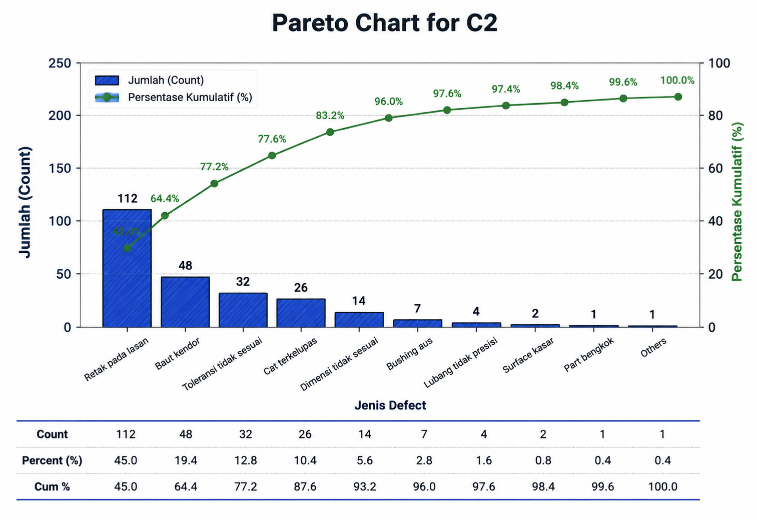 Pareto Chart for C2
250
200
150
100
50
0
100
80
60
40
20
0
Jumlah (Count)
Persentase Kumulatif (%)
Jumlah (Count)
Persentase Kumulatif (%)
64.4%
77.2%
77.6%
83.2%
96.0%
97.6%
97.4%
98.4%
99.6%
100.0%
112
48
32
26
14
7
4
2
1
1
Retak pada lasan
Baut kendor
Toleransi tidak sesuai
Cat terkelupas
Dimensi tidak sesuai
Bushing aus
Lubang tidak presisi
Surface kasar
Part bengkok
Others
Jenis Defect
Count 112 48 32 26 14 7 4 2 1 1
Percent (%) 45.0 19.4 12.8 10.4 5.6 2.8 1.6 0.8 0.4 0.4
Cum % 45.0 64.4 77.2 87.6 93.2 96.0 97.6 98.4 99.6 100.0